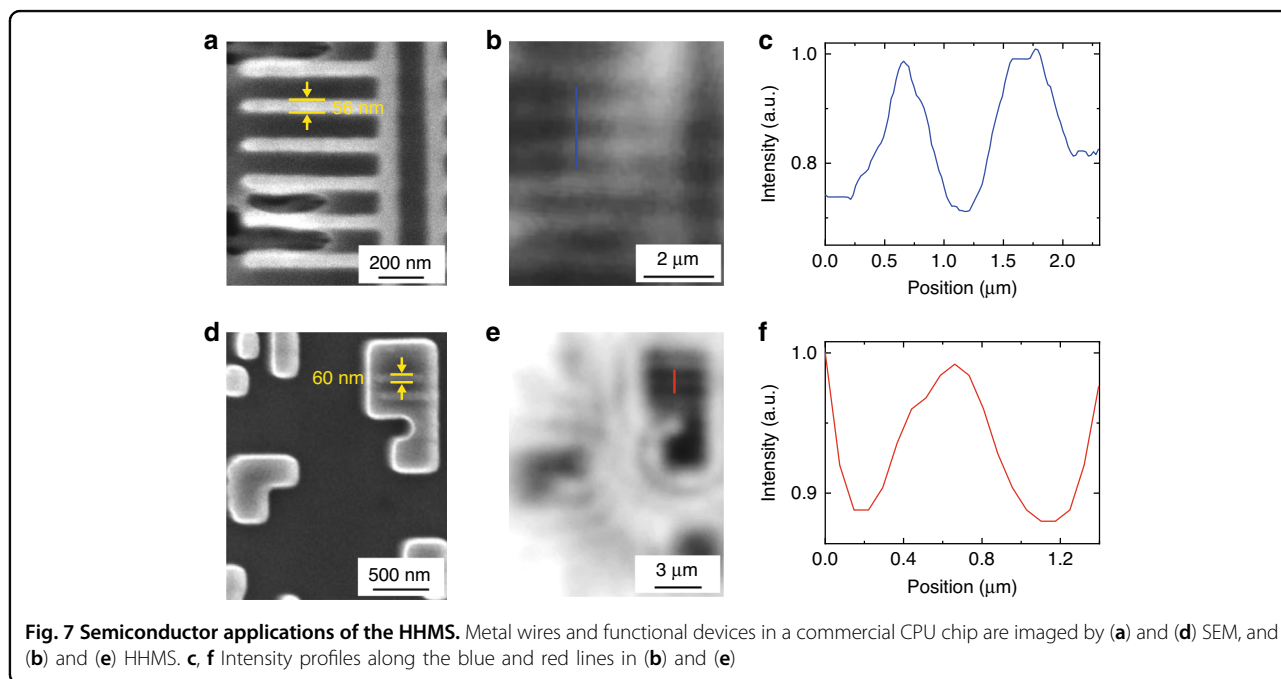 a
56 nm
200 nm
b
2 μm
c
1.0
0.8
Intensity (a.u.)
0.0 0.5 1.0 1.5 2.0
Position (μm)
d
60 nm
500 nm
e
3 μm
f
1.0
0.9
Intensity (a.u.)
0.0 0.4 0.8 1.2
Position (μm)
Fig. 7 Semiconductor applications of the HHMS. Metal wires and functional devices in a commercial CPU chip are imaged by (a) and (d) SEM, and
(b) and (e) HHMS. c, f Intensity profiles along the blue and red lines in (b) and (e)